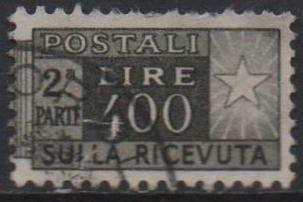 POSTALI
2ª LIRE
PARTE 400
SULLA RICEVUTA